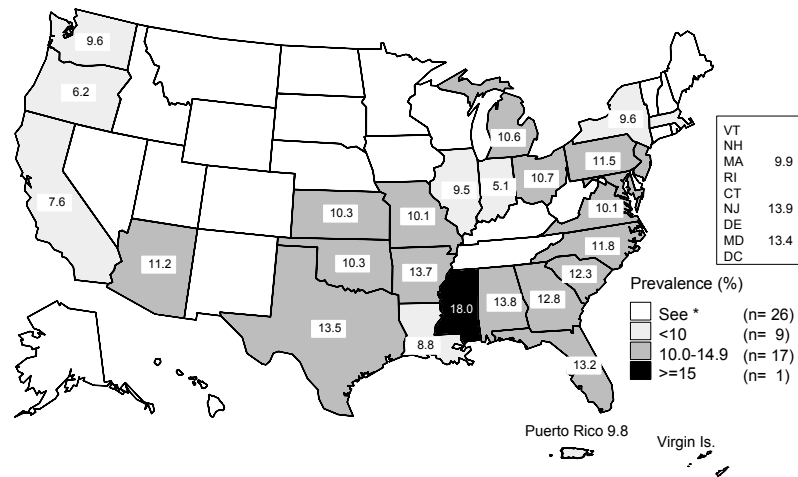 9.6
6.2
7.6
11.2
10.3
10.3
13.5
10.1
13.7
8.8
18.0
13.8
12.8
13.2
12.3
11.8
10.1
9.5
5.1
10.7
10.6
11.5
9.6
VT
NH
MA 9.9
RI
CT
NJ 13.9
DE
MD 13.4
DC
Prevalence (%)
See * (n= 26)
<10 (n= 9)
10.0-14.9 (n= 17)
>=15 (n= 1)
Puerto Rico 9.8
Virgin Is.